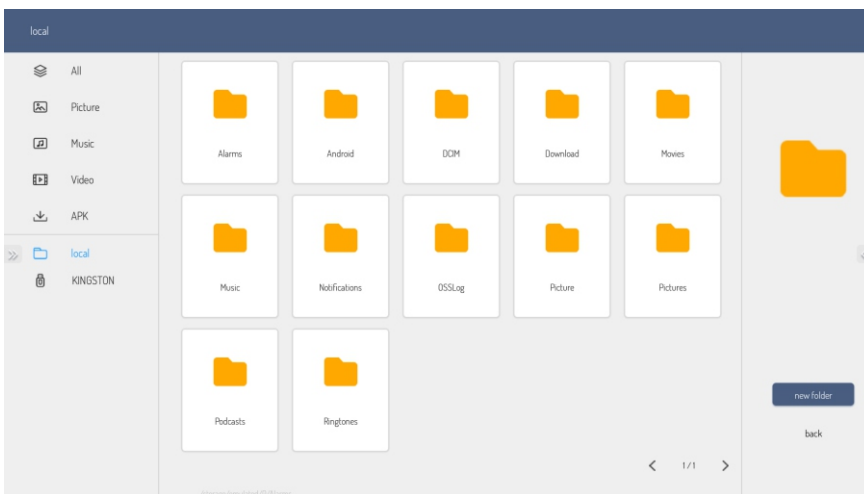 local
All
Picture
Music
Video
APK
local
KINGSTON
Alarms
Android
DCIM
Download
Movies
Music
Notifications
OSSLog
Picture
Pictures
Podcasts
Ringtones
1/1
new folder
back